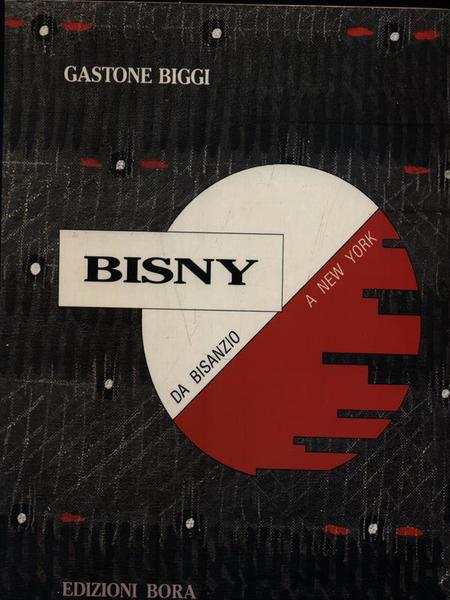 GASTONE BIGGI
BISNY
DA BISANZIO
A NEW YORK
EDIZIONI BORA